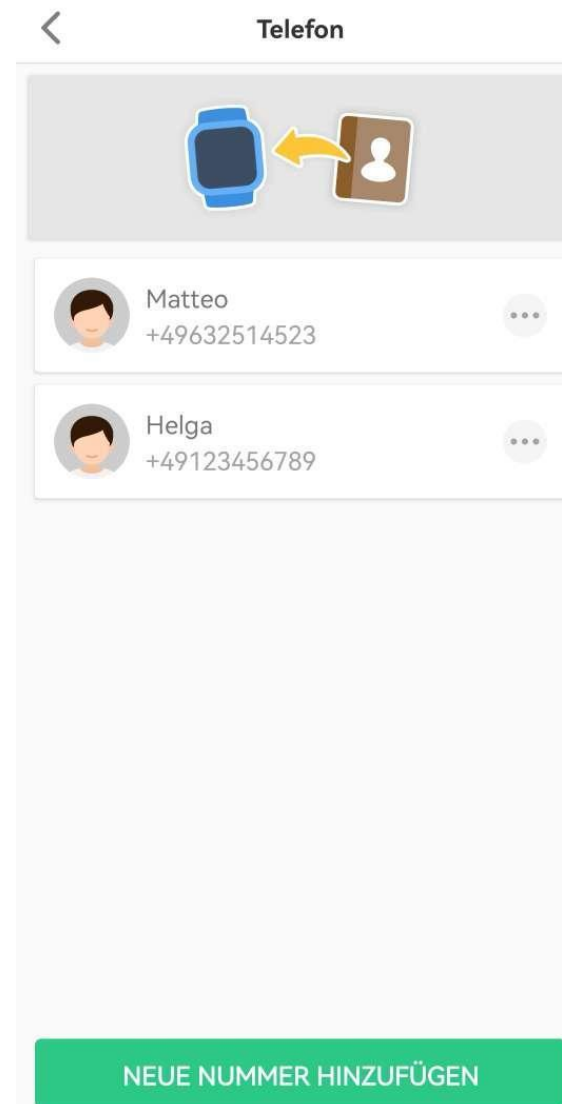 Telefon
Matteo
+49632514523
Helga
+49123456789
NEUE NUMMER HINZUFÜGEN